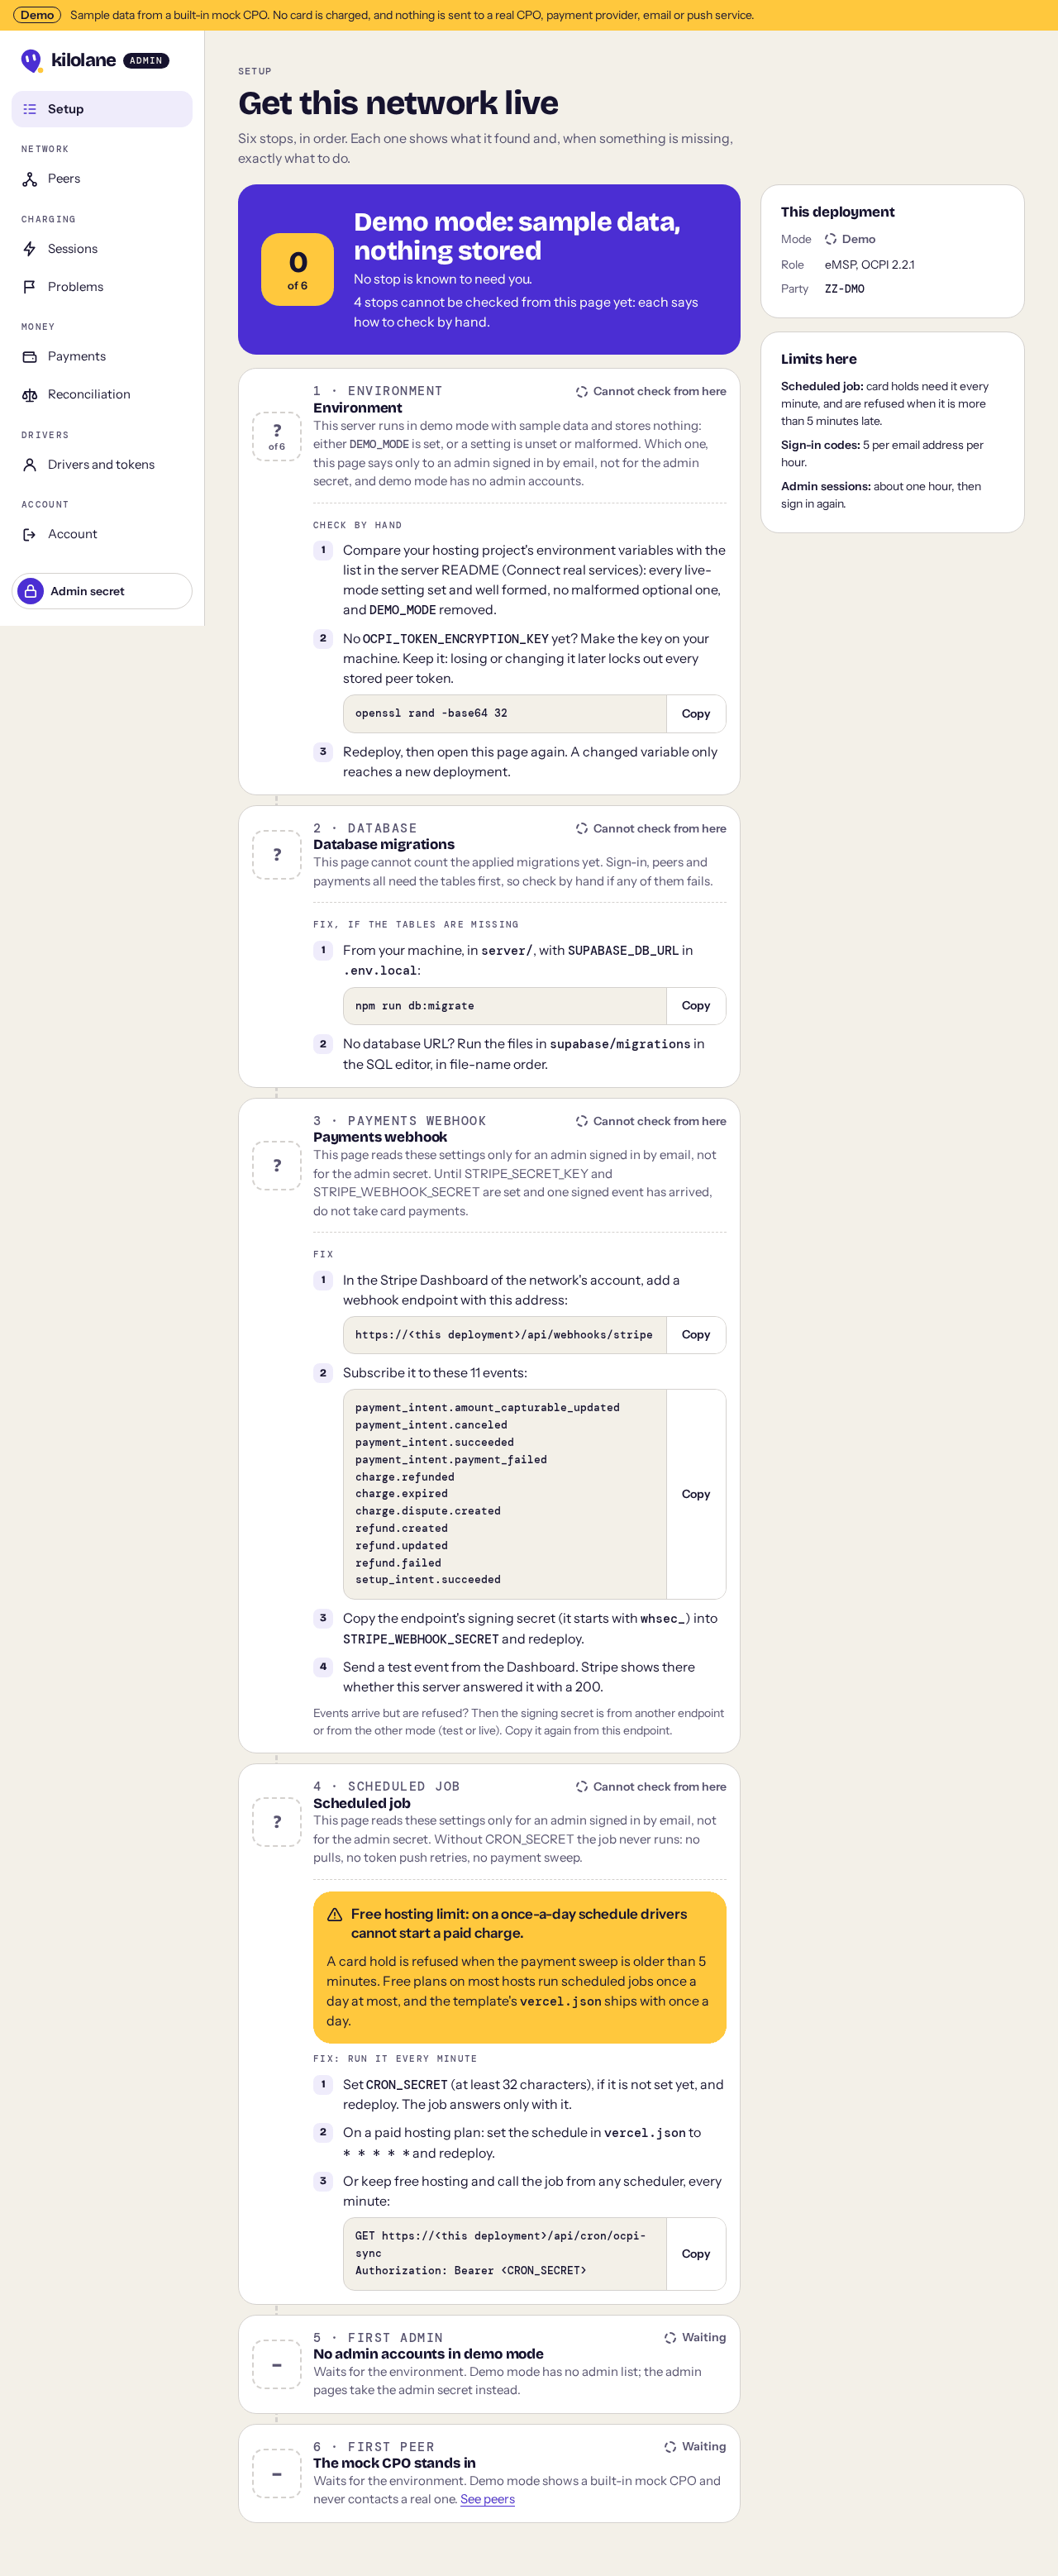 Demo Sample data from a built-in mock CPO. No card is charged, and nothing is sent to a real CPO, payment provider, email or push service.
kilolane ADMIN
Setup
NETWORK
Peers
CHARGING
Sessions
Problems
MONEY
Payments
Reconciliation
DRIVERS
Drivers and tokens
ACCOUNT
Account
Admin secret
SETUP
Get this network live
Six stops, in order. Each one shows what it found and, when something is missing,
exactly what to do.
0
of 6
Demo mode: sample data,
nothing stored
No stop is known to need you.
4 stops cannot be checked from this page yet: each says
how to check by hand.
This deployment
Mode Demo
Role eMSP, OCPI 2.2.1
Party ZZ-DMO
Limits here
Scheduled job: card holds need it every
minute, and are refused when it is more
than 5 minutes late.
Sign-in codes: 5 per email address per
hour.
Admin sessions: about one hour, then
sign in again.
?
of 6
1 · ENVIRONMENT Cannot check from here
Environment
This server runs in demo mode with sample data and stores nothing:
either DEMO_MODE is set, or a setting is unset or malformed. Which one,
this page says only to an admin signed in by email, not for the admin
secret, and demo mode has no admin accounts.
CHECK BY HAND
1 Compare your hosting project's environment variables with the
list in the server README (Connect real services): every live-
mode setting set and well formed, no malformed optional one,
and DEMO_MODE removed.
2 No OCPI_TOKEN_ENCRYPTION_KEY yet? Make the key on your
machine. Keep it: losing or changing it later locks out every
stored peer token.
openssl rand -base64 32 Copy
3 Redeploy, then open this page again. A changed variable only
reaches a new deployment.
?
2 · DATABASE Cannot check from here
Database migrations
This page cannot count the applied migrations yet. Sign-in, peers and
payments all need the tables first, so check by hand if any of them fails.
FIX, IF THE TABLES ARE MISSING
1 From your machine, in server/, with SUPABASE_DB_URL in
.env.local:
npm run db:migrate Copy
2 No database URL? Run the files in supabase/migrations in
the SQL editor, in file-name order.
?
3 · PAYMENTS WEBHOOK Cannot check from here
Payments webhook
This page reads these settings only for an admin signed in by email, not
for the admin secret. Until STRIPE_SECRET_KEY and
STRIPE_WEBHOOK_SECRET are set and one signed event has arrived,
do not take card payments.
FIX
1 In the Stripe Dashboard of the network's account, add a
webhook endpoint with this address:
https://<this deployment>/api/webhooks/stripe Copy
2 Subscribe it to these 11 events:
payment_intent.amount_capturable_updated
payment_intent.canceled
payment_intent.succeeded
payment_intent.payment_failed
charge.refunded
charge.expired
charge.dispute.created
refund.created
refund.updated
refund.failed
setup_intent.succeeded
Copy
3 Copy the endpoint's signing secret (it starts with whsec_) into
STRIPE_WEBHOOK_SECRET and redeploy.
4 Send a test event from the Dashboard. Stripe shows there
whether this server answered it with a 200.
Events arrive but are refused? Then the signing secret is from another endpoint
or from the other mode (test or live). Copy it again from this endpoint.
?
4 · SCHEDULED JOB Cannot check from here
Scheduled job
This page reads these settings only for an admin signed in by email, not
for the admin secret. Without CRON_SECRET the job never runs: no
pulls, no token push retries, no payment sweep.
Free hosting limit: on a once-a-day schedule drivers
cannot start a paid charge.
A card hold is refused when the payment sweep is older than 5
minutes. Free plans on most hosts run scheduled jobs once a
day at most, and the template's vercel.json ships with once a
day.
FIX: RUN IT EVERY MINUTE
1 Set CRON_SECRET (at least 32 characters), if it is not set yet, and
redeploy. The job answers only with it.
2 On a paid hosting plan: set the schedule in vercel.json to
* * * * * and redeploy.
3 Or keep free hosting and call the job from any scheduler, every
minute:
GET https://<this deployment>/api/cron/ocpi-
sync
Authorization: Bearer <CRON_SECRET>
Copy
–
5 · FIRST ADMIN Waiting
No admin accounts in demo mode
Waits for the environment. Demo mode has no admin list; the admin
pages take the admin secret instead.
–
6 · FIRST PEER Waiting
The mock CPO stands in
Waits for the environment. Demo mode shows a built-in mock CPO and
never contacts a real one. See peers